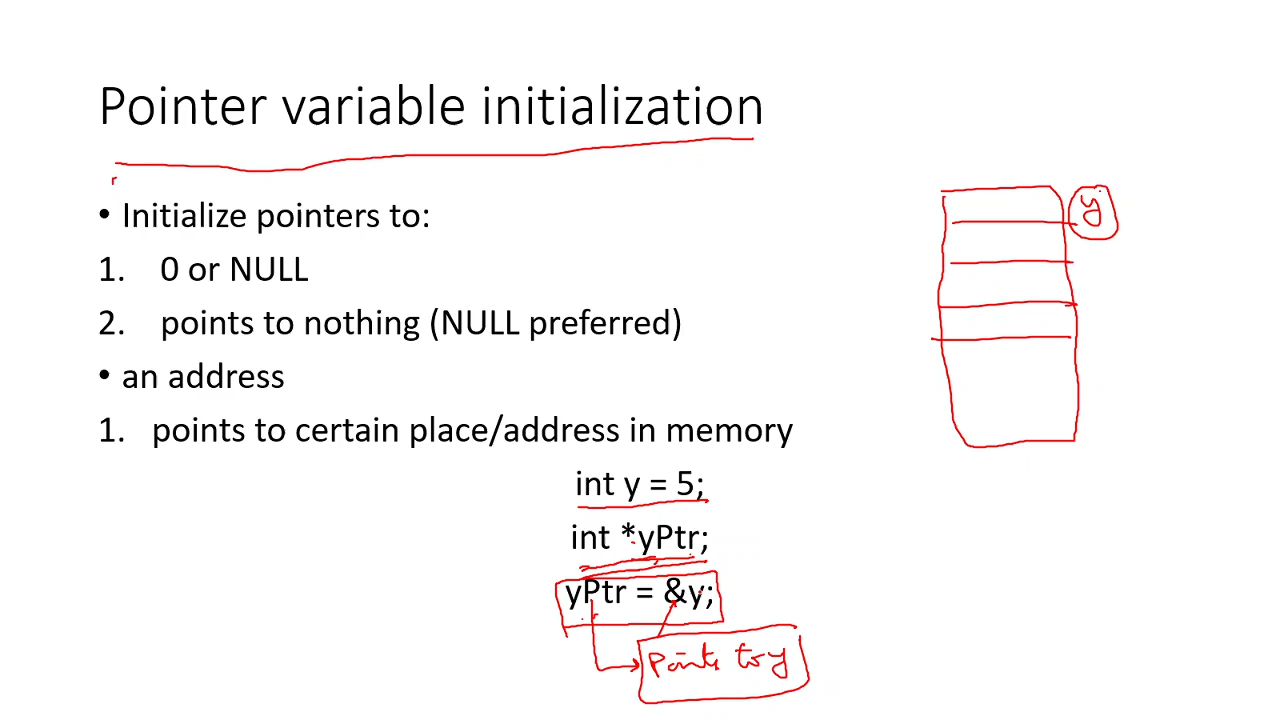 Pointer variable initialization
• Initialize pointers to:
1. 0 or NULL
2. points to nothing (NULL preferred)
• an address
1. points to certain place/address in memory
int y = 5;
int *yPtr;
yPtr = &y;
points to y
y